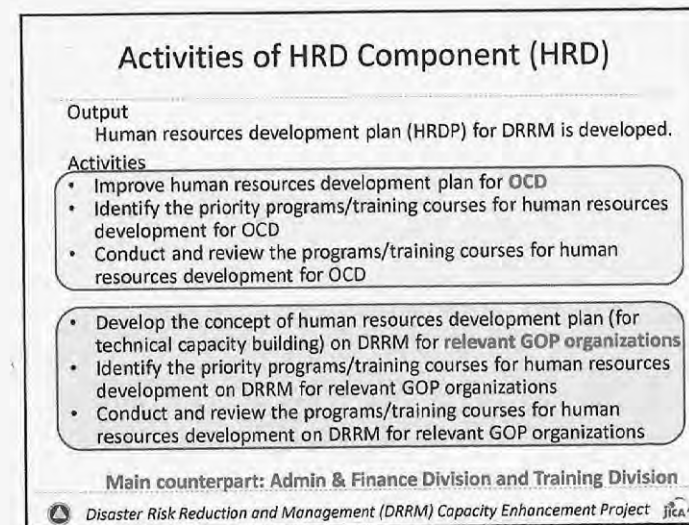 Activities of HRD Component (HRD)
Output
Human resources development plan (HRDP) for DRRM is developed.
Activities
• Improve human resources development plan for OCD
• Identify the priority programs/training courses for human resources
development for OCD
• Conduct and review the programs/training courses for human
resources development for OCD
• Develop the concept of human resources development plan (for
technical capacity building) on DRRM for relevant GOP organizations
• Identify the priority programs/training courses for human resources
development on DRRM for relevant GOP organizations
• Conduct and review the programs/training courses for human
resources development on DRRM for relevant GOP organizations
Main counterpart: Admin & Finance Division and Training Division
Disaster Risk Reduction and Management (DRRM) Capacity Enhancement Project jica